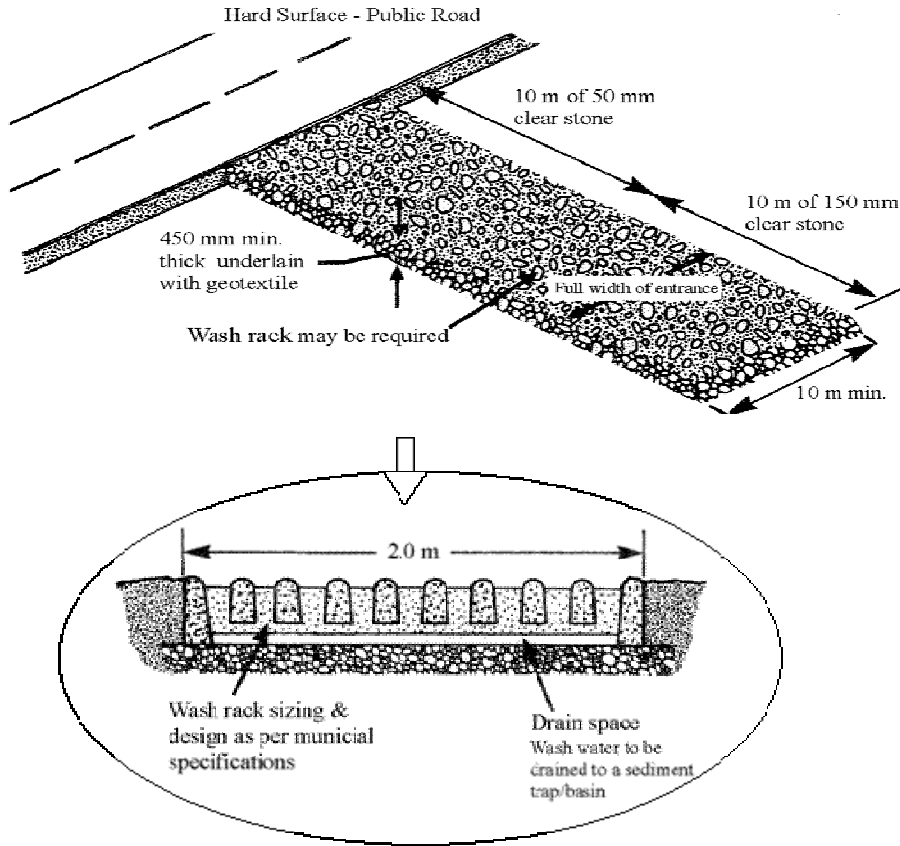 Hard Surface - Public Road
10 m of 50 mm
clear stone
10 m of 150 mm
clear stone
450 mm min.
thick underlain
with geotextile
Full width of entrance
Wash rack may be required
10 m min.
2.0 m
Wash rack sizing &
design as per municial
specifications
Drain space
Wash water to be
drained to a sediment
trap/basin